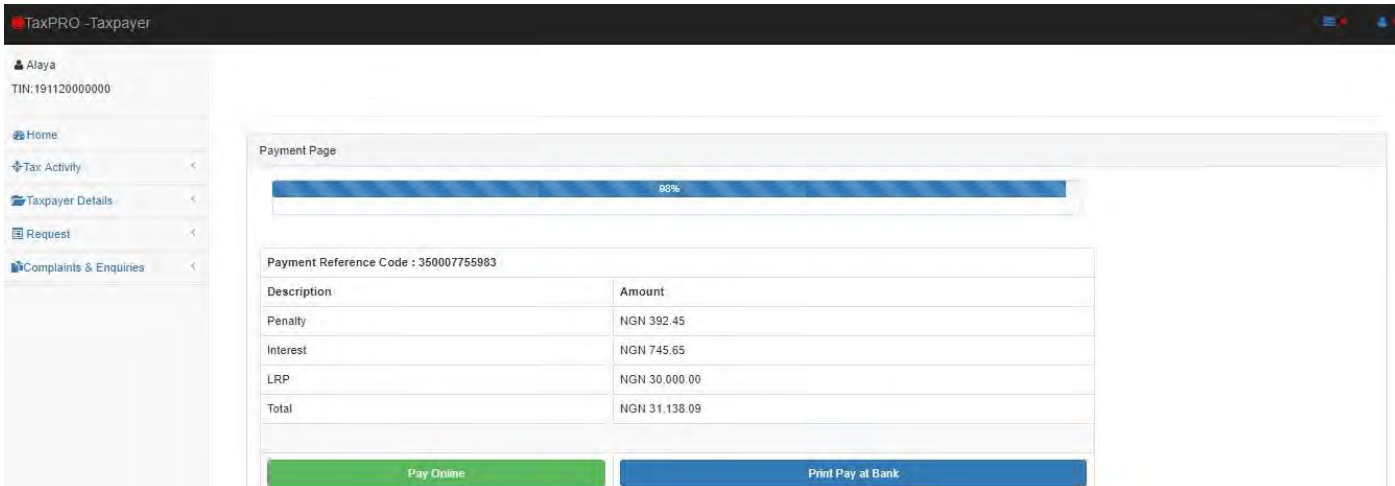 TaxPRO -Taxpayer
Alaya
TIN:191120000000
Home
Tax Activity
Taxpayer Details
Request
Complaints & Enquiries
Payment Page
98%
Payment Reference Code : 350007755983
Description Amount
Penalty NGN 392.45
Interest NGN 745.65
LRP NGN 30,000.00
Total NGN 31,138.09
Pay Online Print Pay at Bank